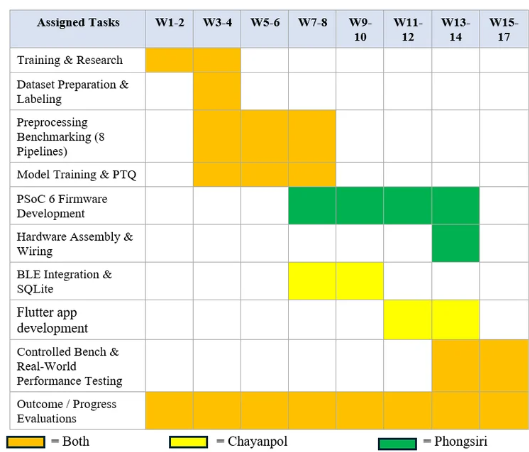 Assigned Tasks W1-2 W3-4 W5-6 W7-8 W9- W11- W13- W15-
10 12 14 17
Training & Research
Dataset Preparation &
Labeling
Preprocessing
Benchmarking (8
Pipelines)
Model Training & PTQ
PSoC 6 Firmware
Development
Hardware Assembly &
Wiring
BLE Integration &
SQLite
Flutter app
development
Controlled Bench &
Real-World
Performance Testing
Outcome / Progress
Evaluations
= Both = Chayanpol = Phongsiri